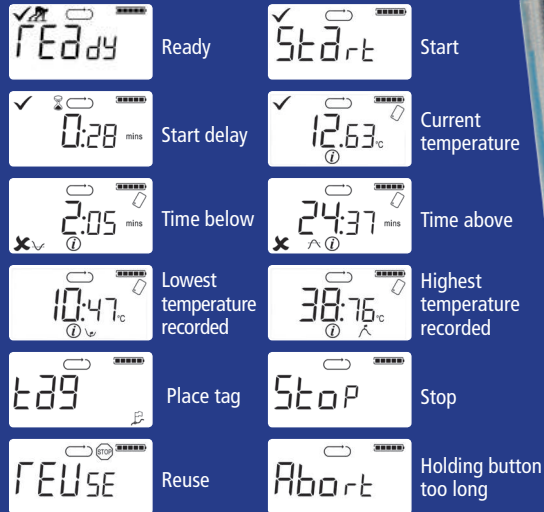 rEAdy
Ready
StArt
Start
0:28 mins
Start delay
12.63 °C
i
Current
temperature
2:05 mins
i
Time below
24:37 mins
i
Time above
10:47 °C
i
Lowest
temperature
recorded
38:76 °C
i
Highest
temperature
recorded
tag
Place tag
StoP
Stop
STOP
rEUSE
Reuse
Abort
Holding button
too long